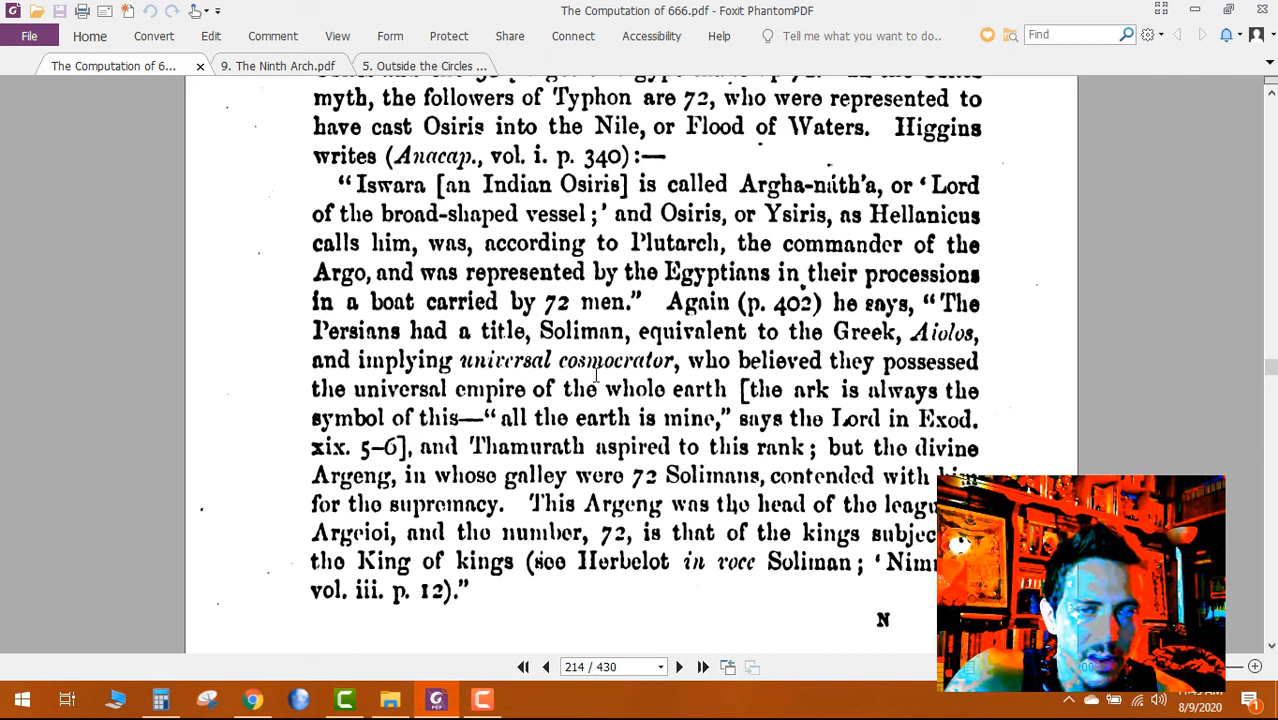 The Computation of 666.pdf - Foxit PhantomPDF
File Home Convert Edit Comment View Form Protect Share Connect Accessibility Help Tell me what you want to do.. Find
The Computation of 6... 9. The Ninth Arch.pdf 5. Outside the Circles ...
myth, the followers of Typhon are 72, who were represented to
have cast Osiris into the Nile, or Flood of Waters. Higgins
writes (Anacap., vol. i. p. 340):—
“Iswara [an Indian Osiris] is called Argha-náth'a, or ‘Lord
of the broad-shaped vessel;’ and Osiris, or Ysiris, as Hellanicus
calls him, was, according to Plutarch, the commander of the
Argo, and was represented by the Egyptians in their processions
in a boat carried by 72 men.” Again (p. 402) he says, “The
Persians had a title, Soliman, equivalent to the Greek, Aiolos,
and implying universal cosmocrator, who believed they possessed
the universal empire of the whole earth [the ark is always the
symbol of this—“all the earth is mine,” says the Lord in Exod.
xix. 5-6], and Thamurath aspired to this rank; but the divine
Argeng, in whose galley were 72 Solimans, contended with him
for the supremacy. This Argeng was the head of the leagu
Argeioi, and the number, 72, is that of the kings subjec
the King of kings (see Herbelot in voce Soliman; ‘Nim
vol. iii. p. 12).”
N
214 / 430
8/9/2020